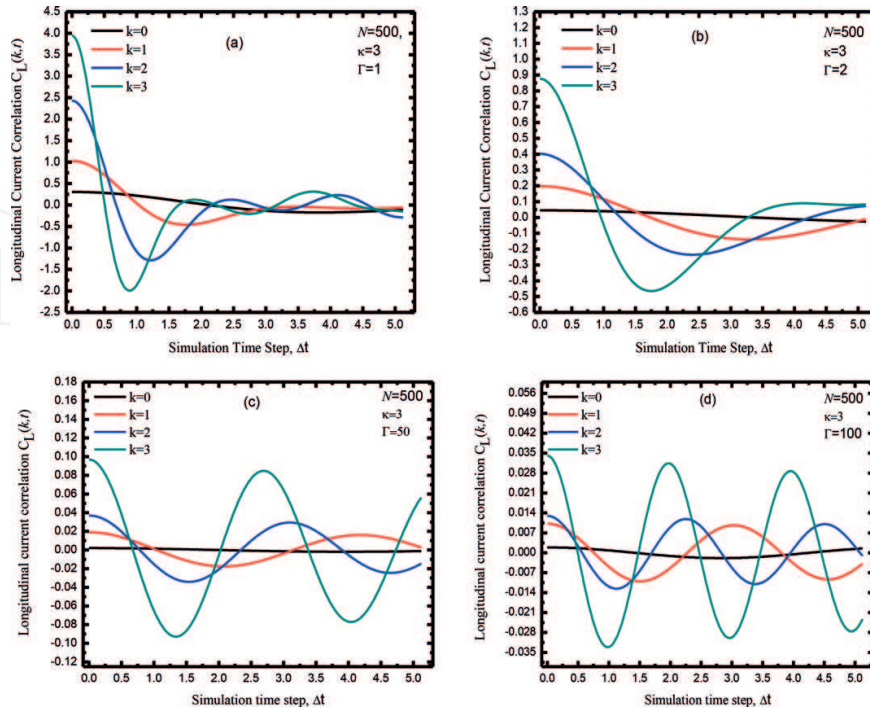 k=0
k=1
k=2
k=3
(a)
N=500,
κ=3
Γ=1
4.5
4.0
3.5
3.0
2.5
2.0
1.5
1.0
0.5
0.0
-0.5
-1.0
-1.5
-2.0
-2.5
0.0 0.5 1.0 1.5 2.0 2.5 3.0 3.5 4.0 4.5 5.0
Longitudinal Current Correlation C_L(k,t)
Simulation Time Step, Δt
k=0
k=1
k=2
k=3
(b)
N=500
κ=3
Γ=2
1.3
1.2
1.1
1.0
0.9
0.8
0.7
0.6
0.5
0.4
0.3
0.2
0.1
0.0
-0.1
-0.2
-0.3
-0.4
-0.5
-0.6
0.0 0.5 1.0 1.5 2.0 2.5 3.0 3.5 4.0 4.5 5.0
Longitudinal Current Correlation C_L(k,t)
Simulation Time Step, Δt
k=0
k=1
k=2
k=3
(c)
N=500
κ=3
Γ=50
0.18
0.16
0.14
0.12
0.10
0.08
0.06
0.04
0.02
0.00
-0.02
-0.04
-0.06
-0.08
-0.10
-0.12
0.0 0.5 1.0 1.5 2.0 2.5 3.0 3.5 4.0 4.5 5.0
Longitudinal current correlation C_L(k,t)
Simulation time step, Δt
k=0
k=1
k=2
k=3
(d)
N=500
κ=3
Γ=100
0.056
0.049
0.042
0.035
0.028
0.021
0.014
0.007
0.000
-0.007
-0.014
-0.021
-0.028
-0.035
0.0 0.5 1.0 1.5 2.0 2.5 3.0 3.5 4.0 4.5 5.0
Longitudinal current correlation C_L(k,t)
Simulation time step, Δt